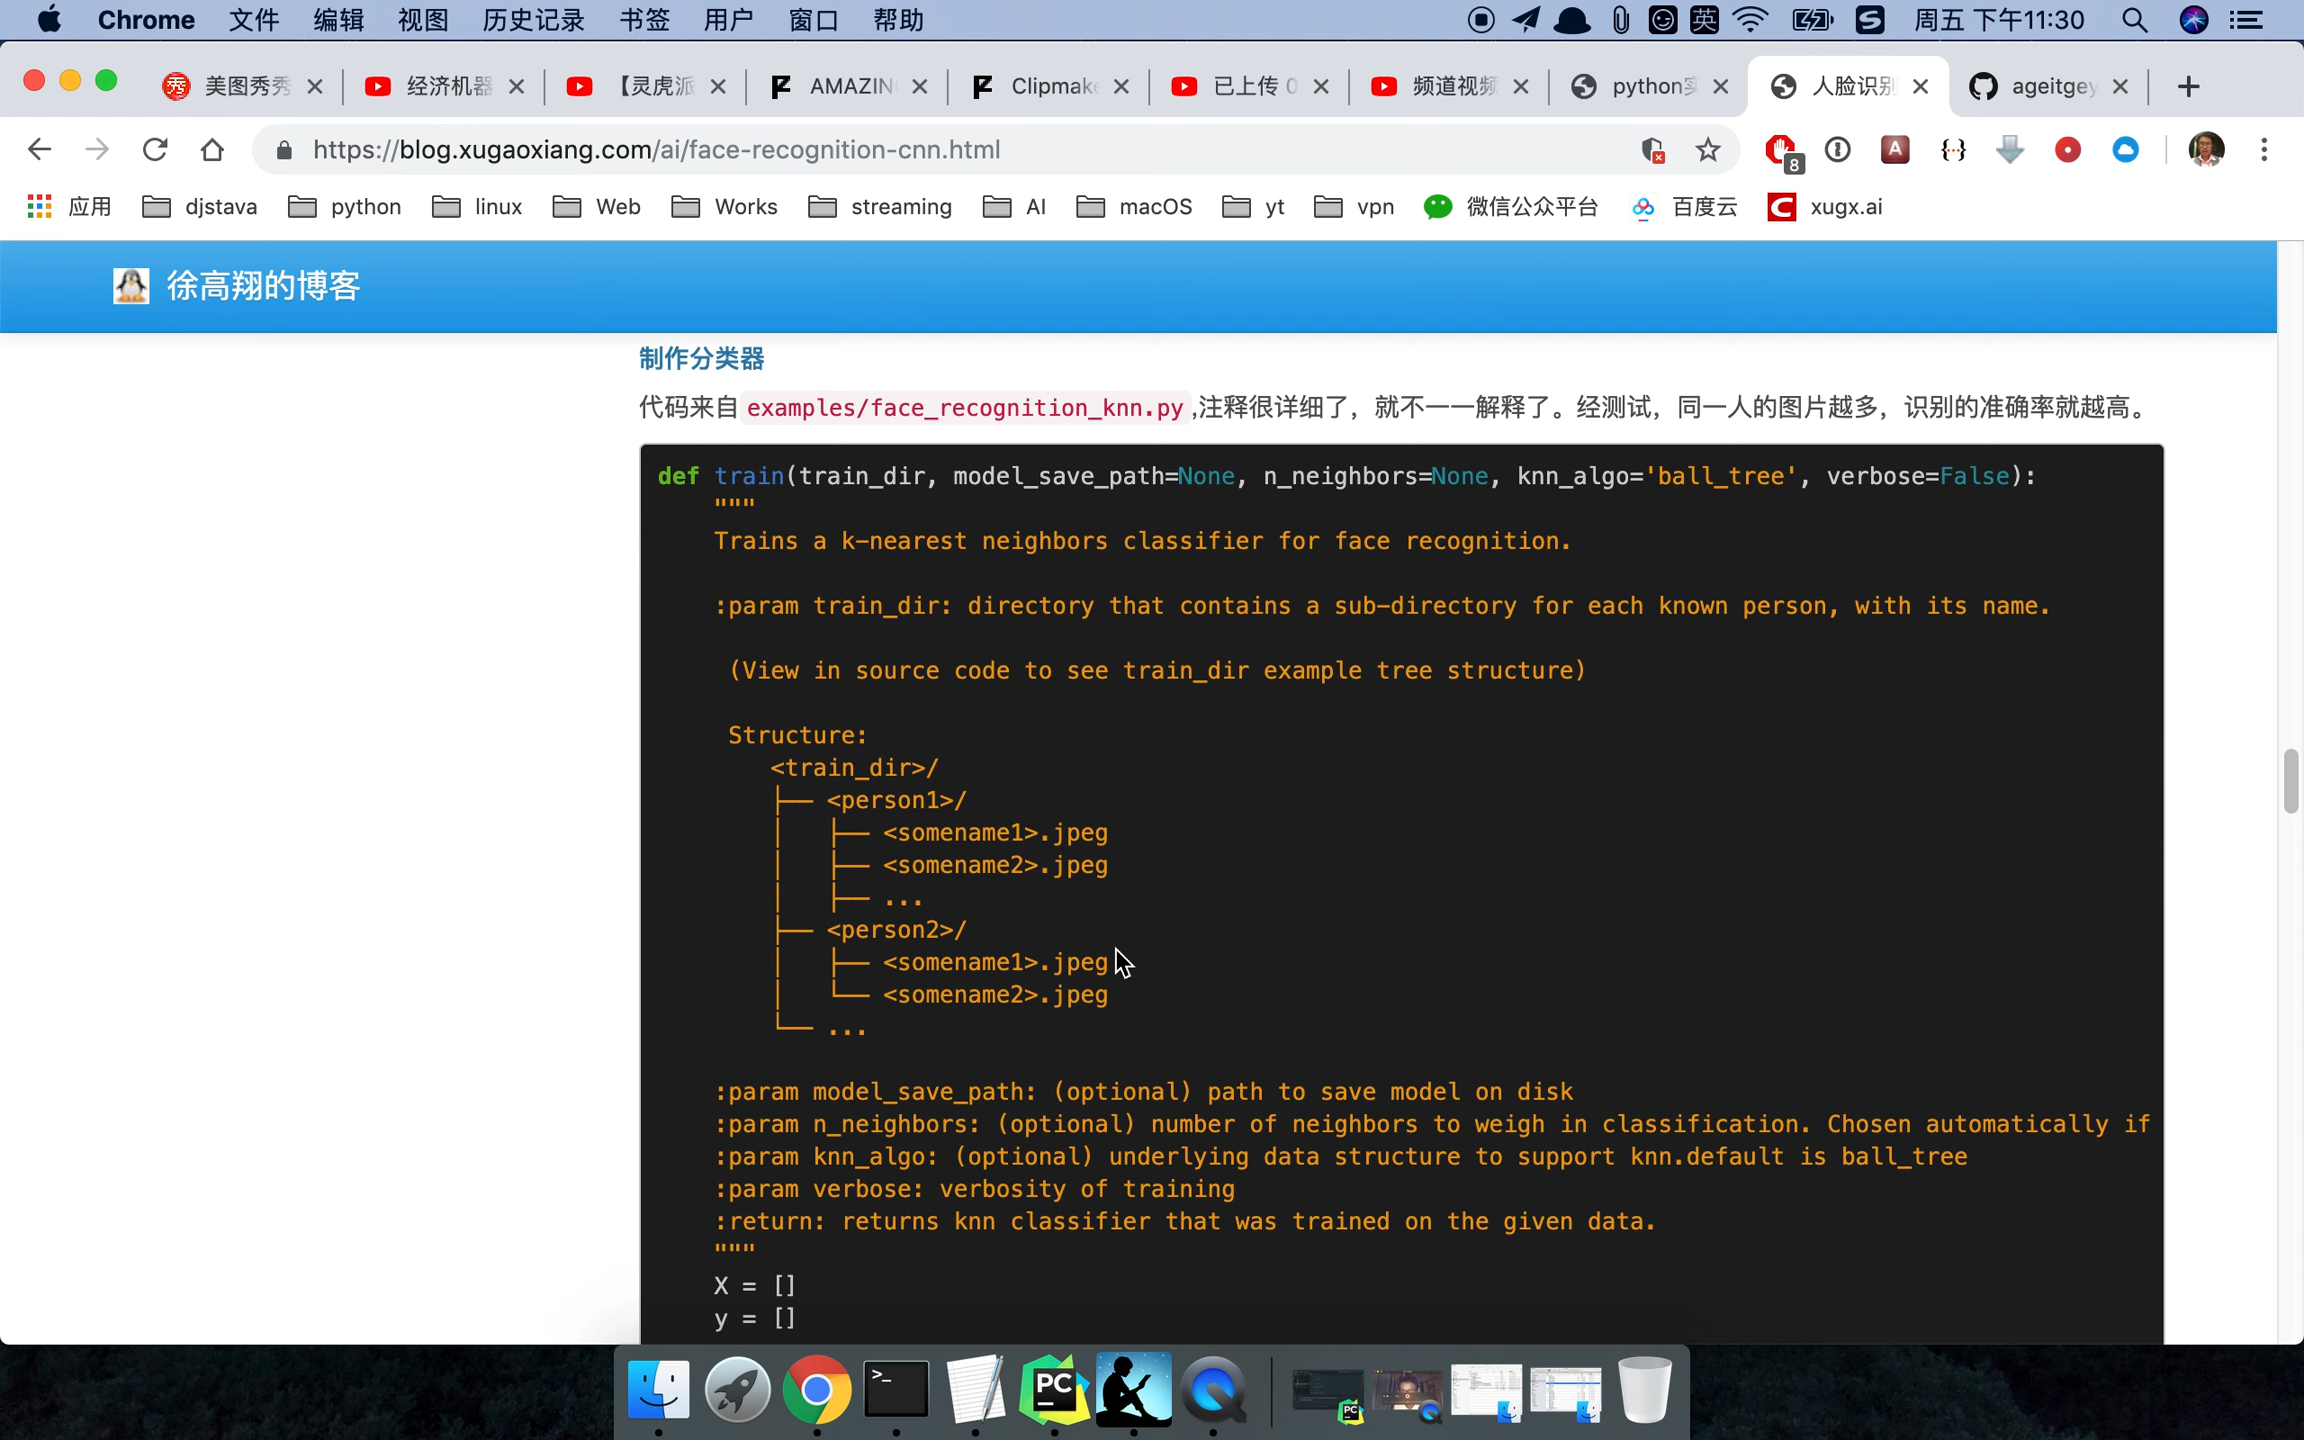 Chrome 文件 编辑 视图 历史记录 书签 用户 窗口 帮助 英 周五 下午11:30
美图秀秀 经济机器 【灵虎派 AMAZIN Clipmake 已上传 0 频道视频 python实 人脸识别 ageitgey
https://blog.xugaoxiang.com/ai/face-recognition-cnn.html 8
应用 djstava python linux Web Works streaming AI macOS yt vpn 微信公众平台 百度云 xugx.ai
徐高翔的博客
制作分类器
代码来自 examples/face_recognition_knn.py ,注释很详细了，就不一一解释了。经测试，同一人的图片越多，识别的准确率就越高。
def train(train_dir, model_save_path=None, n_neighbors=None, knn_algo='ball_tree', verbose=False):
"""
Trains a k-nearest neighbors classifier for face recognition.
:param train_dir: directory that contains a sub-directory for each known person, with its name.
(View in source code to see train_dir example tree structure)
Structure:
<train_dir>/
├── <person1>/
│   ├── <somename1>.jpeg
│   ├── <somename2>.jpeg
│   ├── ...
├── <person2>/
│   ├── <somename1>.jpeg
│   └── <somename2>.jpeg
└── ...
:param model_save_path: (optional) path to save model on disk
:param n_neighbors: (optional) number of neighbors to weigh in classification. Chosen automatically if
:param knn_algo: (optional) underlying data structure to support knn.default is ball_tree
:param verbose: verbosity of training
:return: returns knn classifier that was trained on the given data.
"""
X = []
y = []
>_ PC
PC